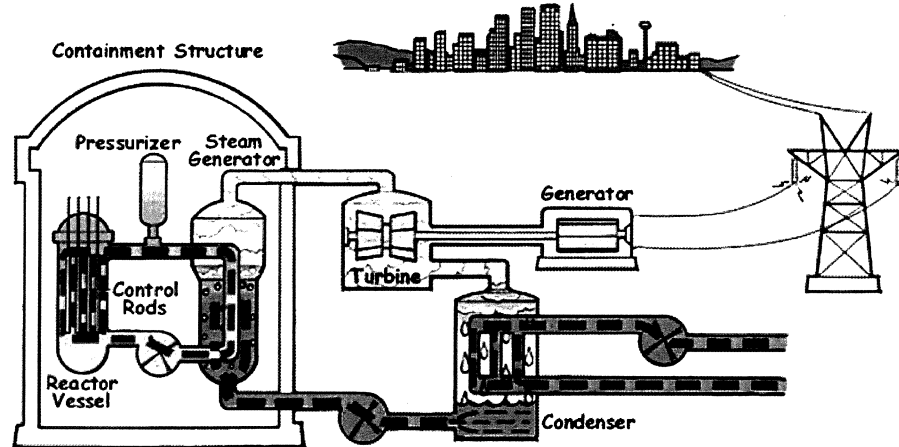 Containment Structure
Pressurizer
Steam
Generator
Generator
Turbine
Control
Rods
Reactor
Vessel
Condenser